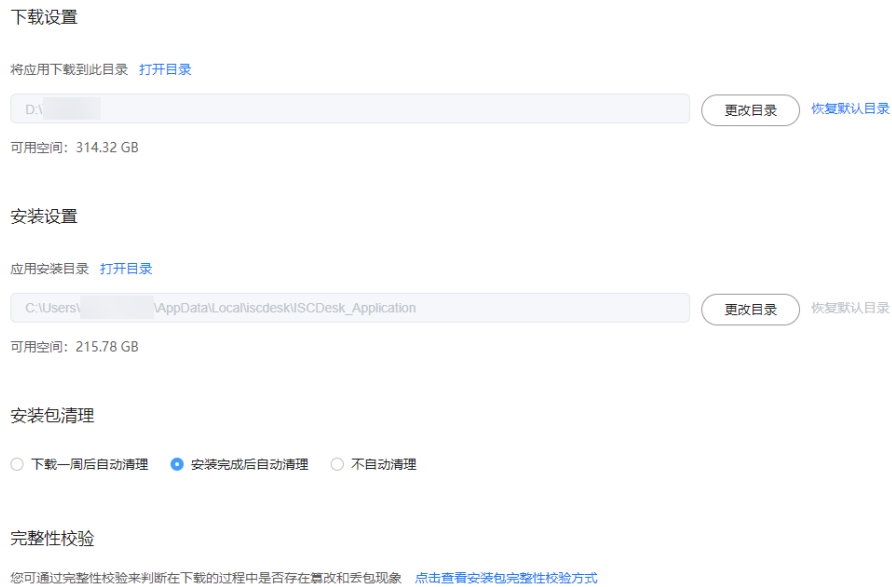 下载设置
将应用下载到此目录 打开目录
D:\ 更改目录 恢复默认目录
可用空间：314.32 GB
安装设置
应用安装目录 打开目录
C:\Users\ \AppData\Local\iscdesk\ISCDesk_Application 更改目录 恢复默认目录
可用空间：215.78 GB
安装包清理
下载一周后自动清理 安装完成后自动清理 不自动清理
完整性校验
您可通过完整性校验来判断在下载的过程中是否存在篡改和丢包现象 点击查看安装包完整性校验方式